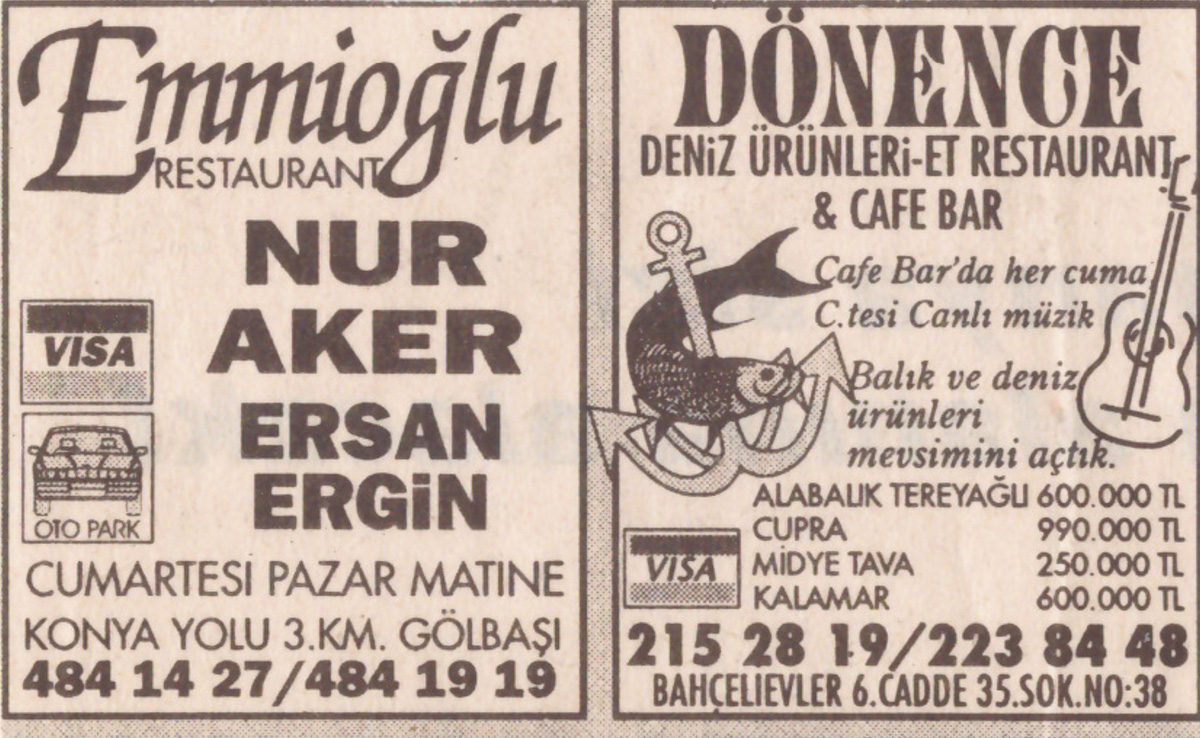 Emmioğlu
RESTAURANT
NUR
AKER
VISA
ERSAN
ERGiN
OTO PARK
CUMARTESİ PAZAR MATINE
KONYA YOLU 3.KM. GÖLBAŞI
484 14 27/484 19 19
DÖNENCE
DENiZ ÜRÜNLERi-ET RESTAURANT
& CAFE BAR
Cafe Bar'da her cuma
C.tesi Canlı müzik
Balık ve deniz
ürünleri
mevsimini açtık.
ALABALIK TEREYAĞLI 600.000 TL
CUPRA 990.000 TL
MİDYE TAVA 250.000 TL
KALAMAR 600.000 TL
VISA
215 28 19/223 84 48
BAHÇELİEVLER 6.CADDE 35.SOK.NO:38